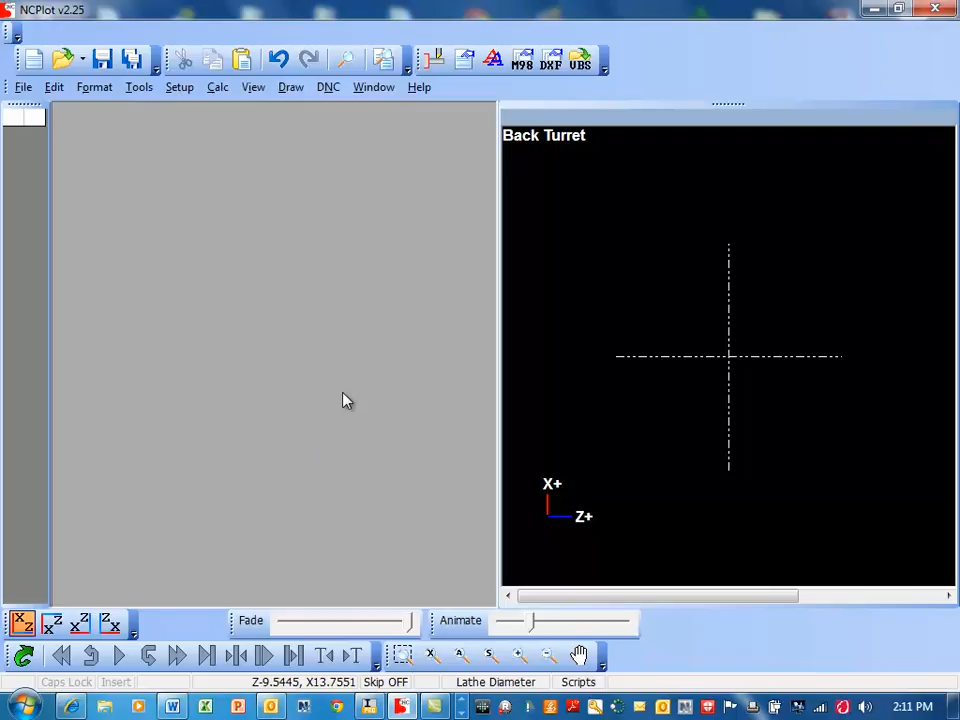 NCPlot v2.25
M98 DXF VBS
File Edit Format Tools Setup Calc View Draw DNC Window Help
Back Turret
X+
Z+
Fade
Animate
Caps Lock Insert Z-9.5445, X13.7551 Skip OFF Lathe Diameter Scripts
2:11 PM